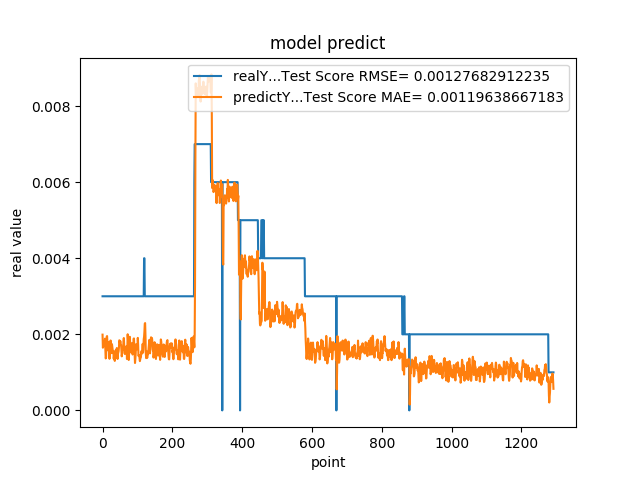 model predict
realY...Test Score RMSE= 0.00127682912235
predictY...Test Score MAE= 0.00119638667183
0.008
0.006
0.004
0.002
0.000
real value
0 200 400 600 800 1000 1200
point